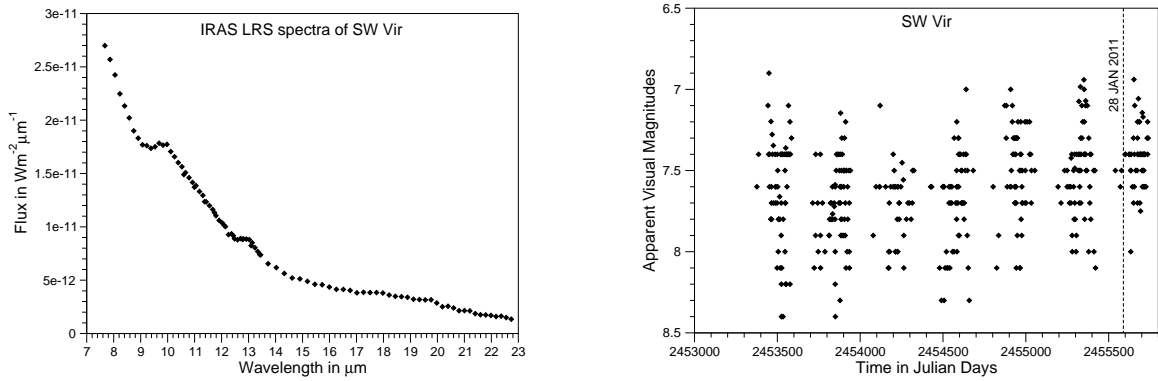 IRAS LRS spectra of SW Vir
Flux in Wm-2μm-1
3e-11
2.5e-11
2e-11
1.5e-11
1e-11
5e-12
0
7 8 9 10 11 12 13 14 15 16 17 18 19 20 21 22 23
Wavelength in μm
SW Vir
28 JAN 2011
Apparent Visual Magnitudes
6.5
7
7.5
8
8.5
2453000 2453500 2454000 2454500 2455000 2455500
Time in Julian Days